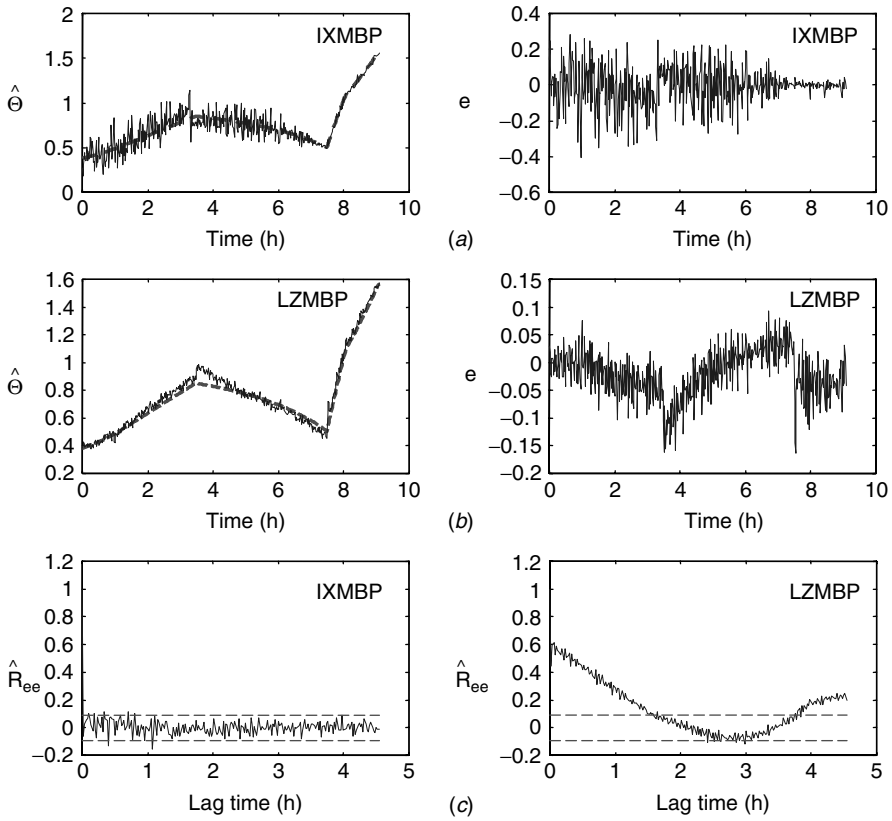 2
1.5
1
0.5
0
Θ̂
IXMBP
0 2 4 6 8 10
Time (h)
0.4
0.2
0
−0.2
−0.4
−0.6
e
IXMBP
0 2 4 6 8 10
Time (h)
(a)
1.6
1.4
1.2
1
0.8
0.6
0.4
0.2
Θ̂
LZMBP
0 2 4 6 8 10
Time (h)
0.15
0.1
0.05
0
−0.05
−0.1
−0.15
−0.2
e
LZMBP
0 2 4 6 8 10
Time (h)
(b)
1.2
1
0.8
0.6
0.4
0.2
0
−0.2
R̂ee
IXMBP
0 1 2 3 4 5
Lag time (h)
1.2
1
0.8
0.6
0.4
0.2
0
−0.2
R̂ee
LZMBP
0 1 2 3 4 5
Lag time (h)
(c)